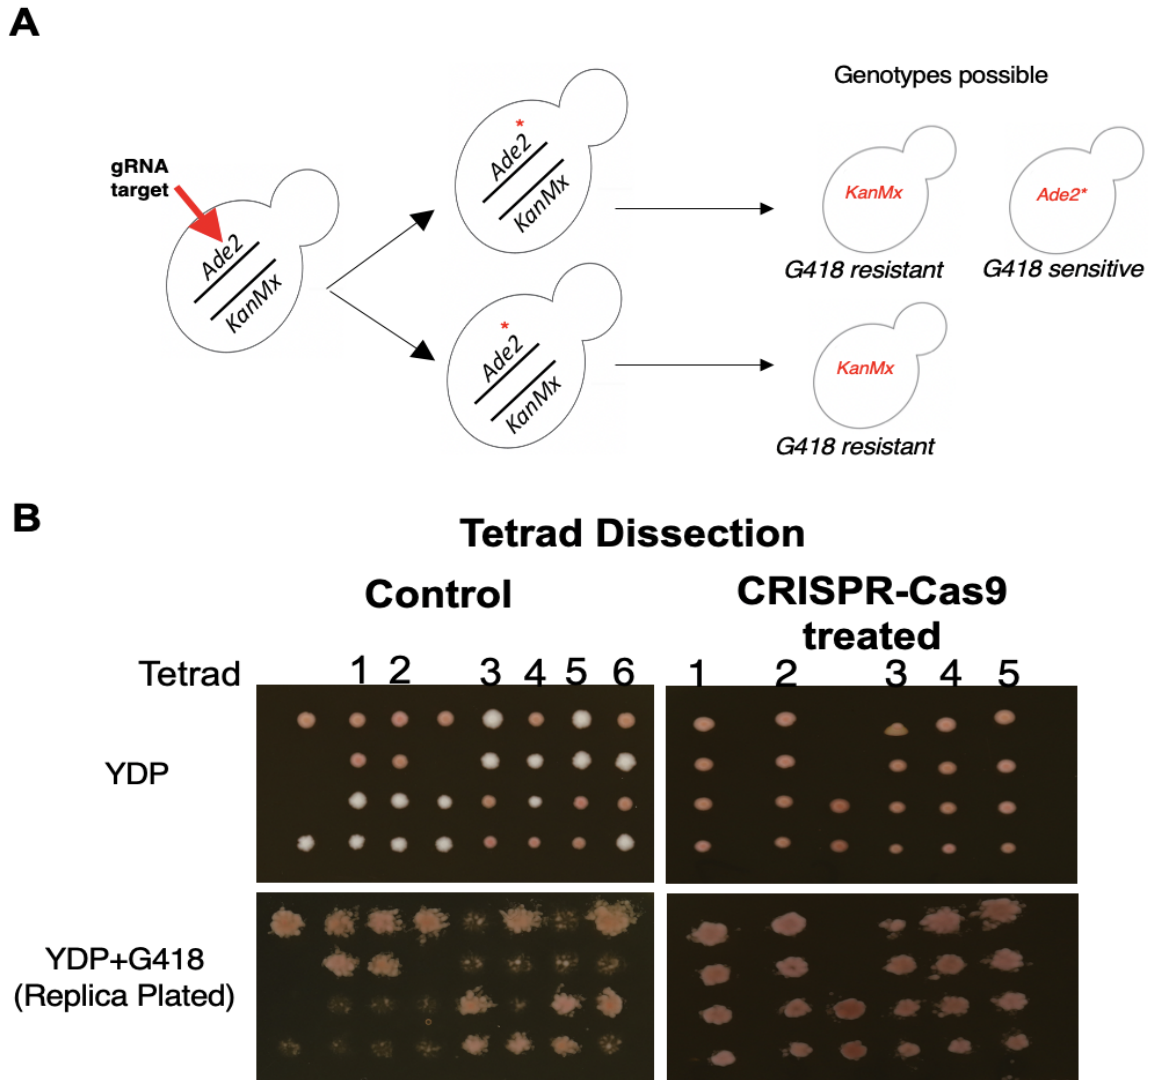 A
Genotypes possible
gRNA
target
Ade2
KanMx
*
Ade2
KanMx
*
Ade2
KanMx
KanMx
Ade2*
G418 resistant
G418 sensitive
KanMx
G418 resistant
B
Tetrad Dissection
Control
CRISPR-Cas9
treated
Tetrad
1 2 3 4 5 6
1 2 3 4 5
YDP
YDP+G418
(Replica Plated)